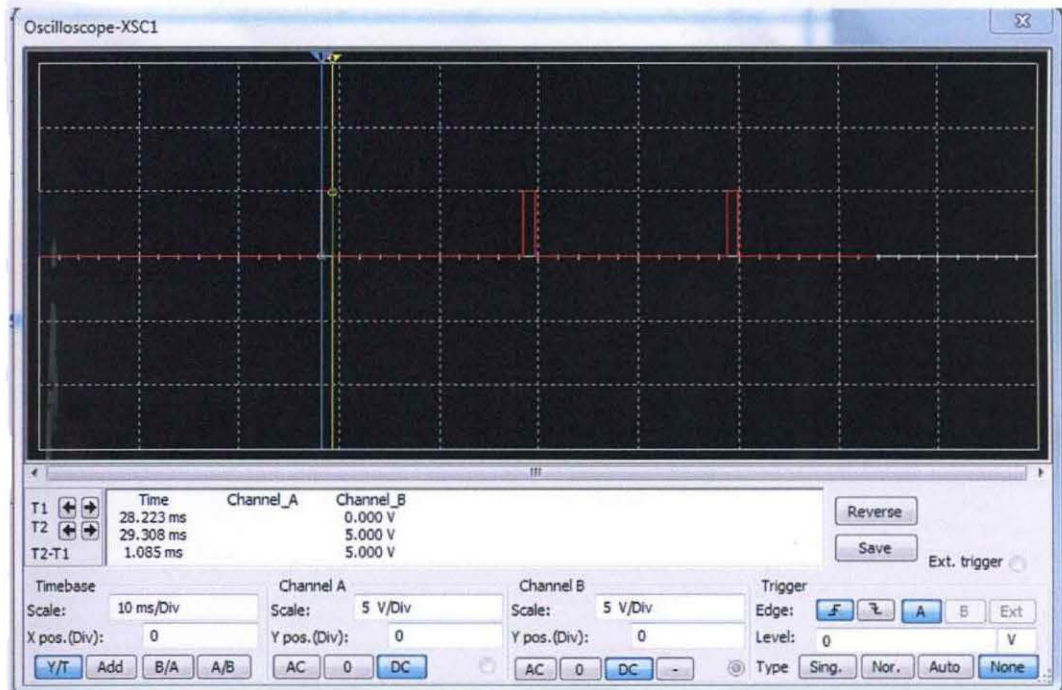 Oscilloscope-XSC1
Time Channel_A Channel_B
T1 28.223 ms 0.000 V
T2 29.308 ms 5.000 V
T2-T1 1.085 ms 5.000 V
Reverse
Save
Ext. trigger
Timebase
Scale: 10 ms/Div
X pos.(Div): 0
Y/T Add B/A A/B
Channel A
Scale: 5 V/Div
Y pos.(Div): 0
AC 0 DC
Channel B
Scale: 5 V/Div
Y pos.(Div): 0
AC 0 DC -
Trigger
Edge: A B Ext
Level: 0 V
Type Sing. Nor. Auto None